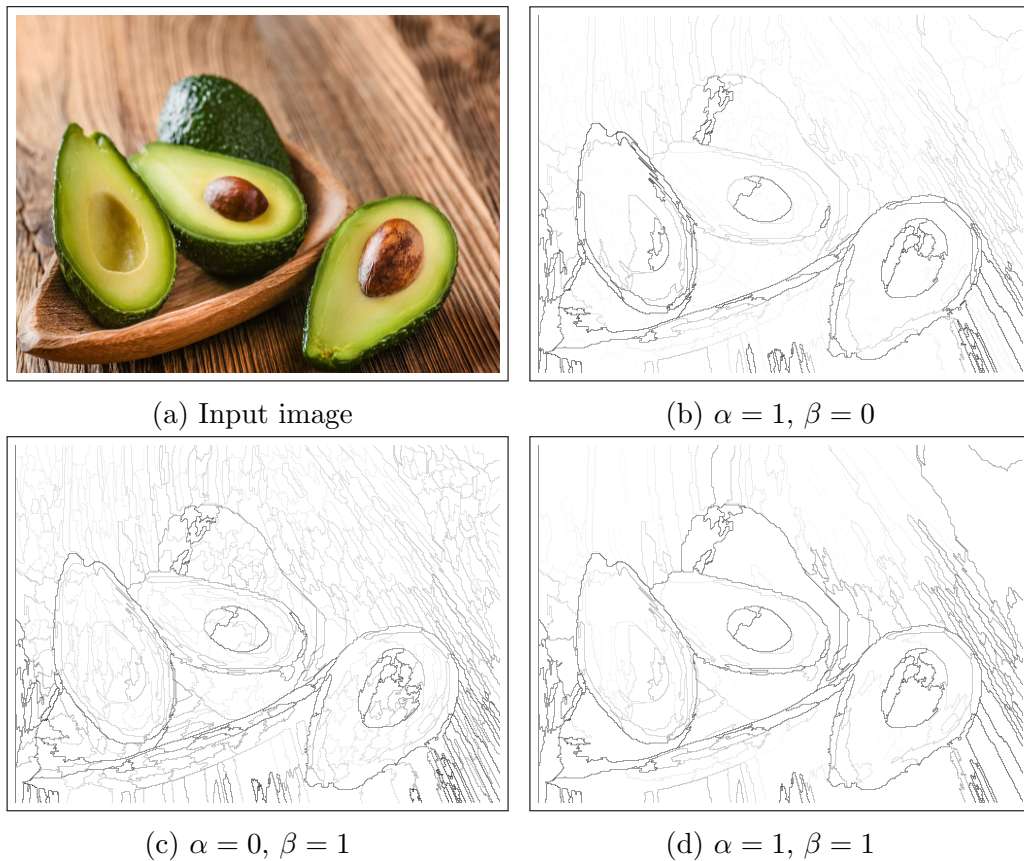 (a) Input image
(b) α = 1, β = 0
(c) α = 0, β = 1
(d) α = 1, β = 1